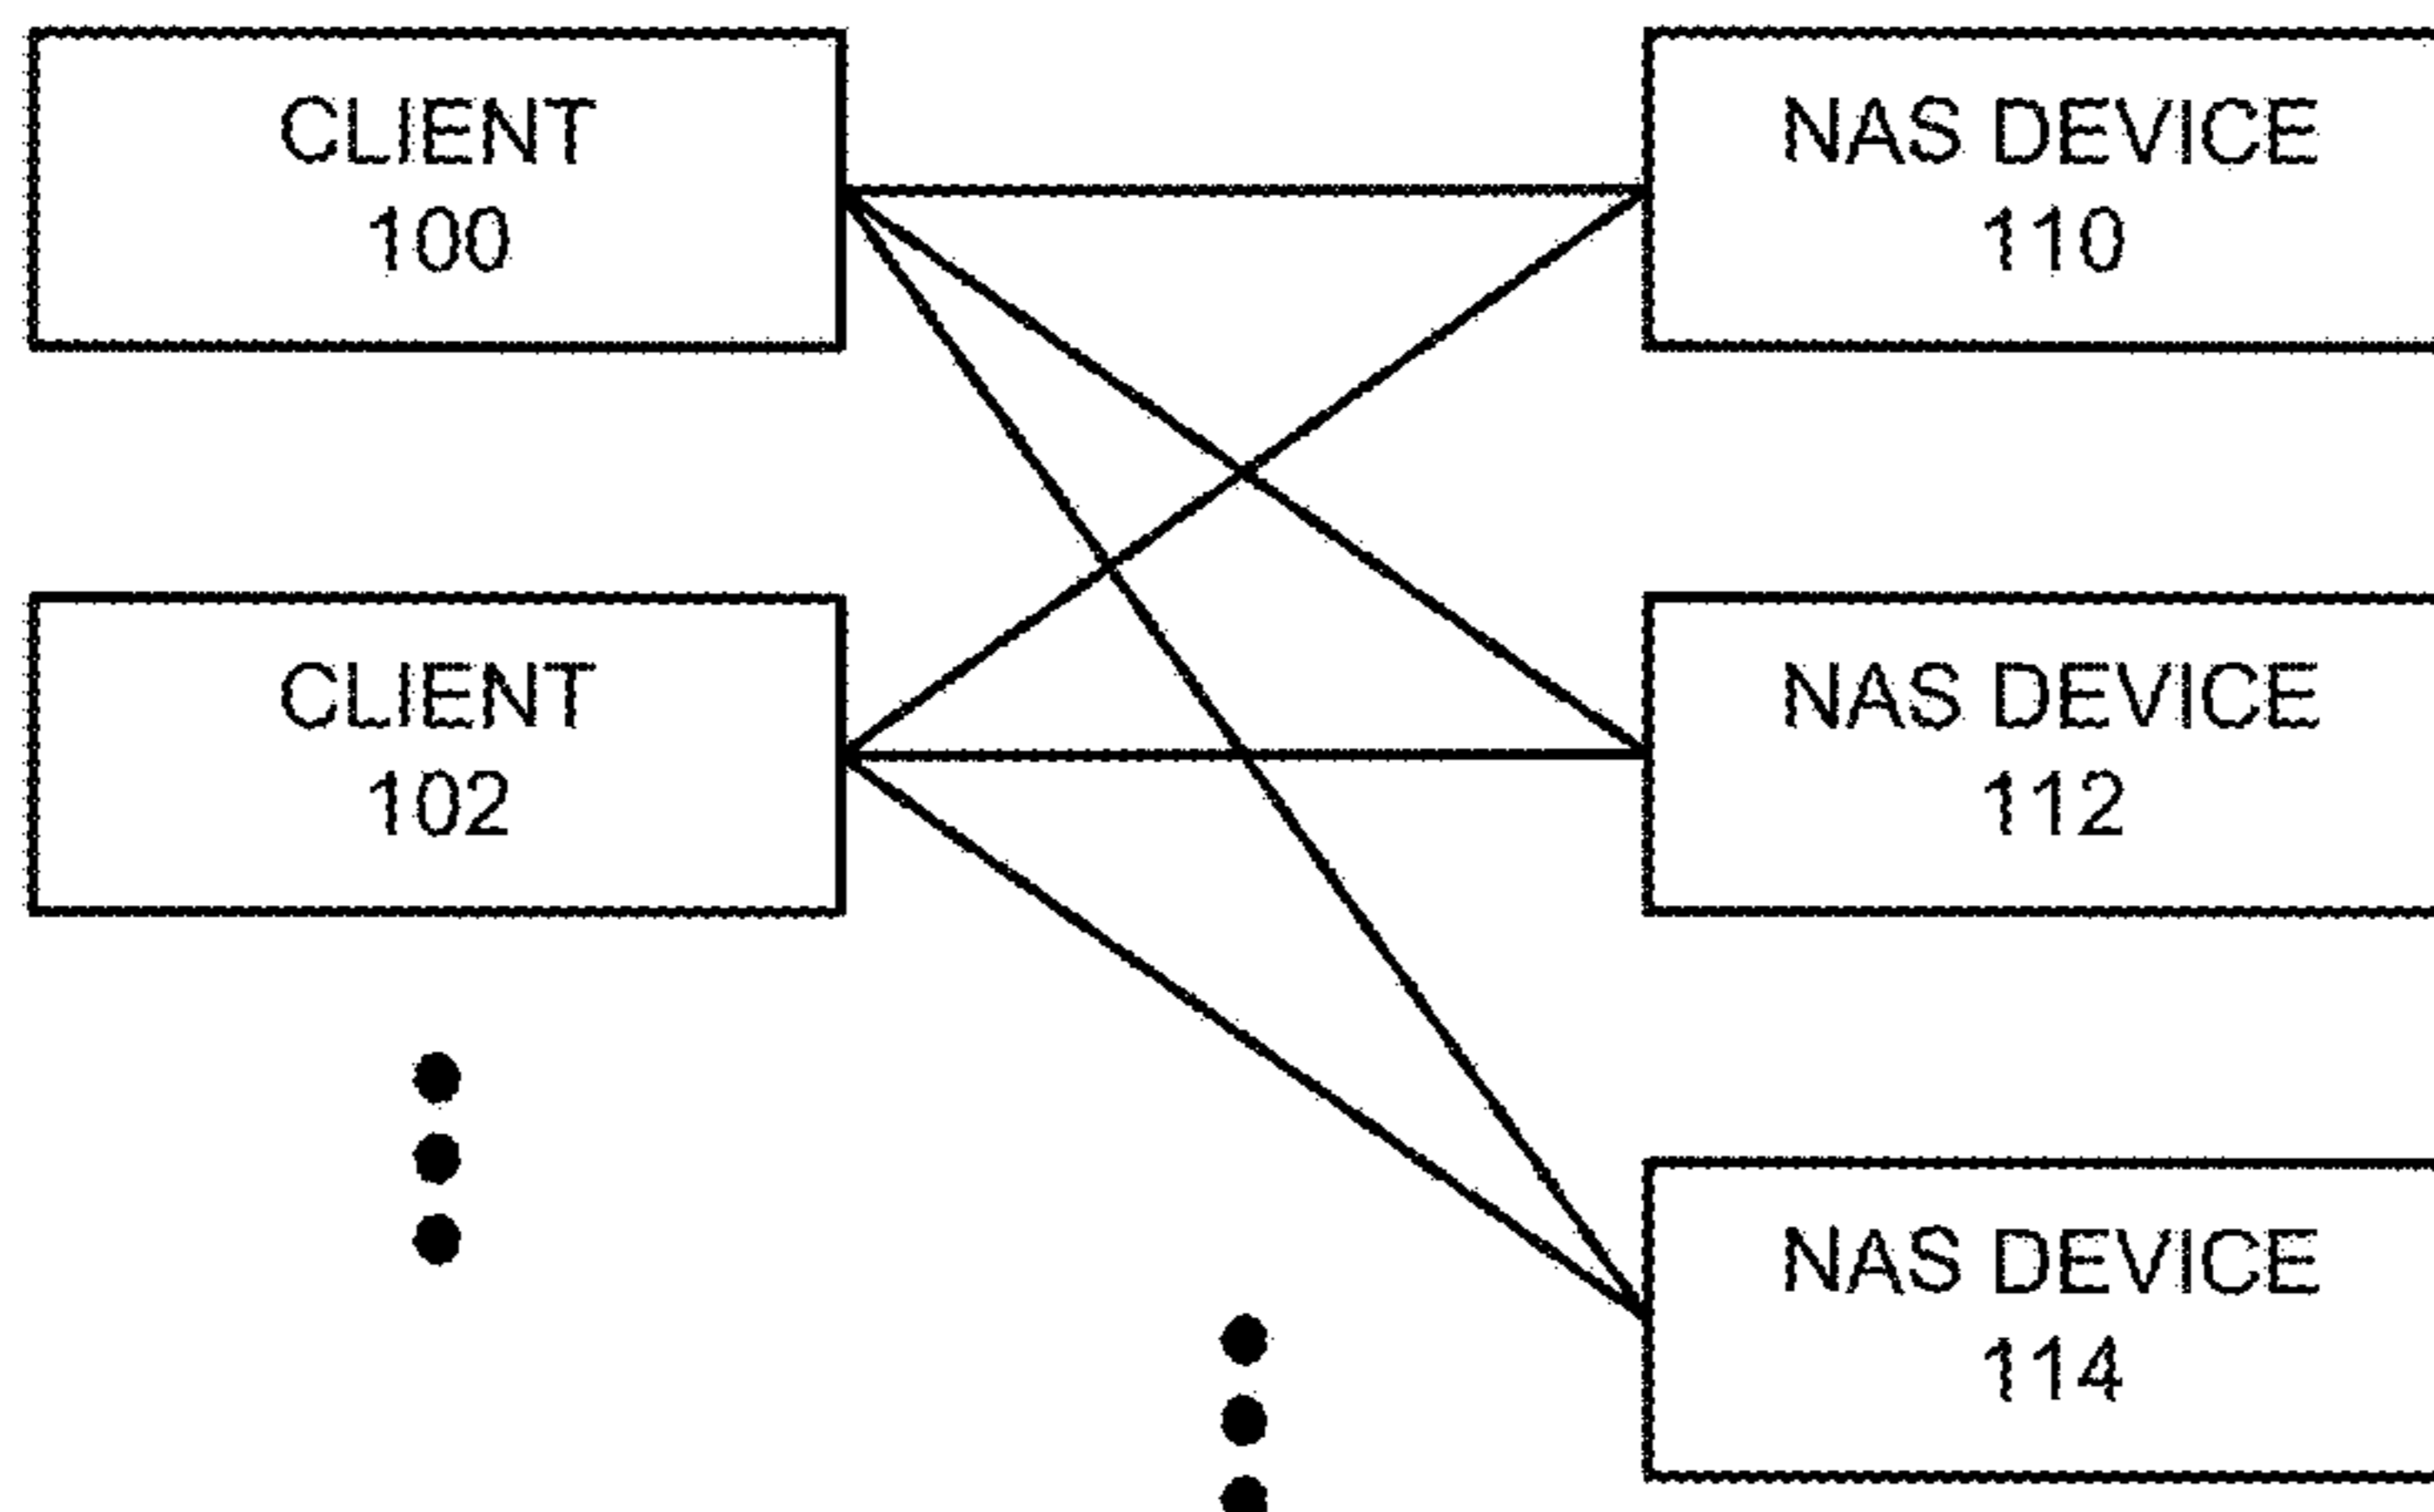 CLIENT
100
NAS DEVICE
110
CLIENT
102
NAS DEVICE
112
NAS DEVICE
114